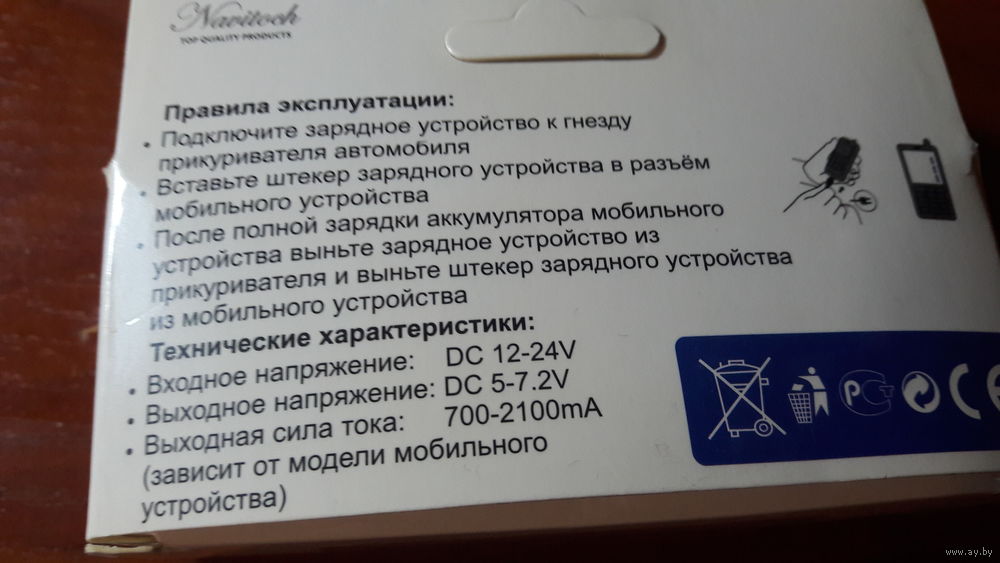 Navitoch
TOP-QUALITY PRODUCTS
Правила эксплуатации:
• Подключите зарядное устройство к гнезду
прикуривателя автомобиля
• Вставьте штекер зарядного устройства в разъём
мобильного устройства
• После полной зарядки аккумулятора мобильного
устройства выньте зарядное устройство из
прикуривателя и выньте штекер зарядного устройства
из мобильного устройства
Технические характеристики:
• Входное напряжение: DC 12-24V
• Выходное напряжение: DC 5-7.2V
• Выходная сила тока: 700-2100mA
(зависит от модели мобильного
устройства)
www.ay.by